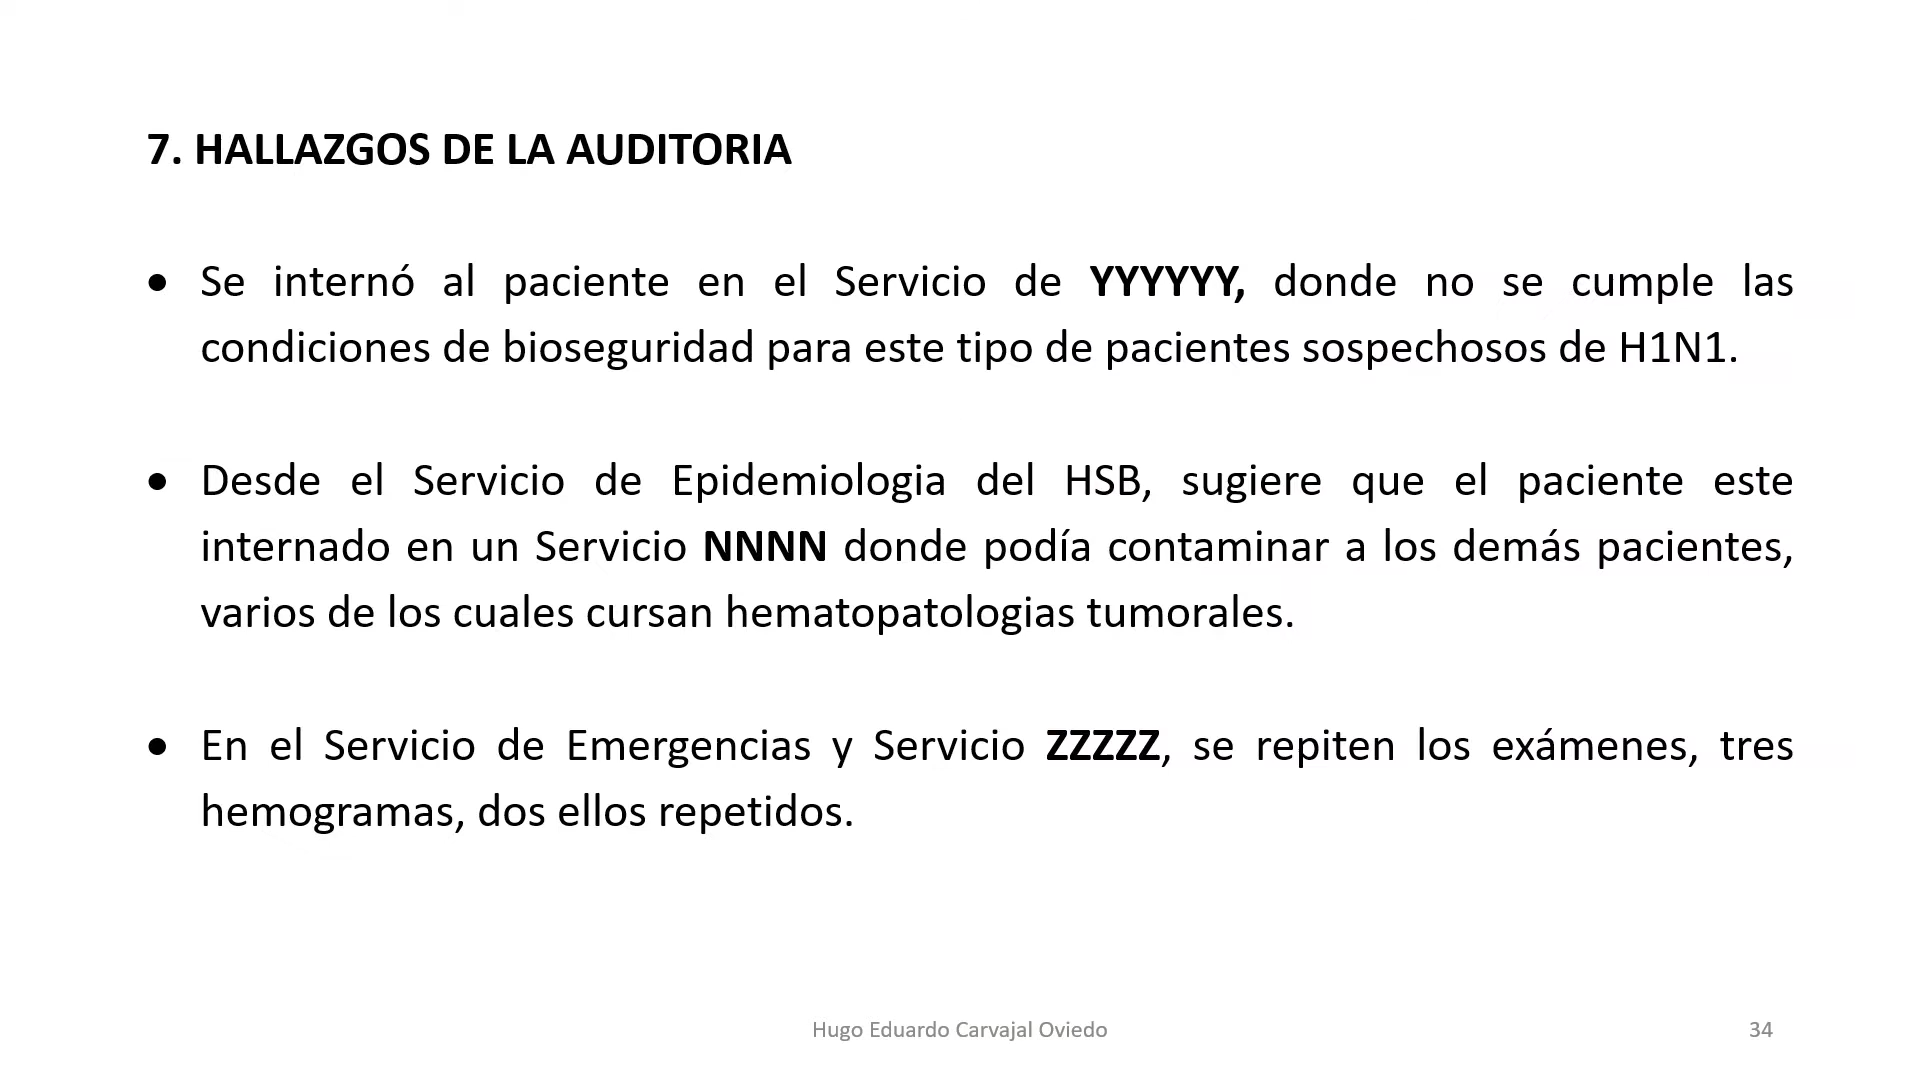 7. HALLAZGOS DE LA AUDITORIA
• Se internó al paciente en el Servicio de YYYYYY, donde no se cumple las
condiciones de bioseguridad para este tipo de pacientes sospechosos de H1N1.
• Desde el Servicio de Epidemiologia del HSB, sugiere que el paciente este
internado en un Servicio NNNN donde podía contaminar a los demás pacientes,
varios de los cuales cursan hematopatologias tumorales.
• En el Servicio de Emergencias y Servicio ZZZZZ, se repiten los exámenes, tres
hemogramas, dos ellos repetidos.
Hugo Eduardo Carvajal Oviedo
34